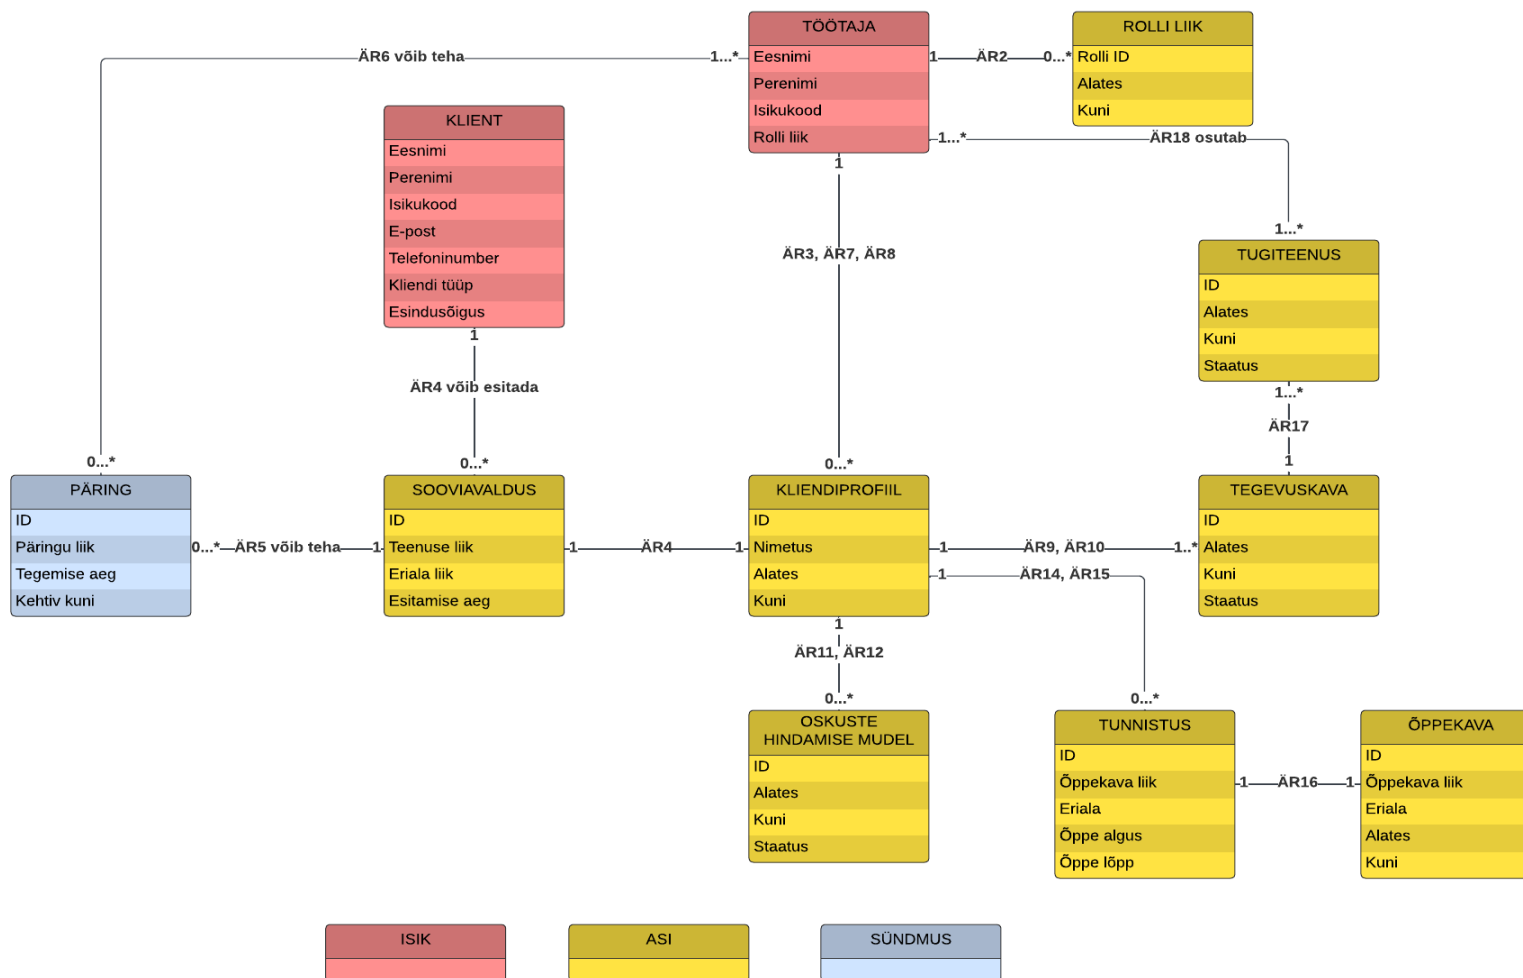 TÖÖTAJA
Eesnimi
Perenimi
Isikukood
Rolli liik
ROLLI LIIK
Rolli ID
Alates
Kuni
ÄR6 võib teha
1...*
1
ÄR2
0...*
KLIENT
Eesnimi
Perenimi
Isikukood
E-post
Telefoninumber
Kliendi tüüp
Esindusõigus
1...*
ÄR18 osutab
1
ÄR3, ÄR7, ÄR8
1...*
TUGITEENUS
ID
Alates
Kuni
Staatus
1
ÄR4 võib esitada
1...*
ÄR17
1
0...*
0...*
0...*
PÄRING
ID
Päringu liik
Tegemise aeg
Kehtiv kuni
0...*
ÄR5 võib teha
1
SOOVIAVALDUS
ID
Teenuse liik
Eriala liik
Esitamise aeg
1
ÄR4
1
KLIENDIPROFIIL
ID
Nimetus
Alates
Kuni
1
ÄR9, ÄR10
1..*
1
ÄR14, ÄR15
TEGEVUSKAVA
ID
Alates
Kuni
Staatus
1
ÄR11, ÄR12
0...*
0...*
OSKUSTE
HINDAMISE MUDEL
ID
Alates
Kuni
Staatus
TUNNISTUS
ID
Õppekava liik
Eriala
Õppe algus
Õppe lõpp
1
ÄR16
1
ÕPPEKAVA
ID
Õppekava liik
Eriala
Alates
Kuni
ISIK
ASI
SÜNDMUS